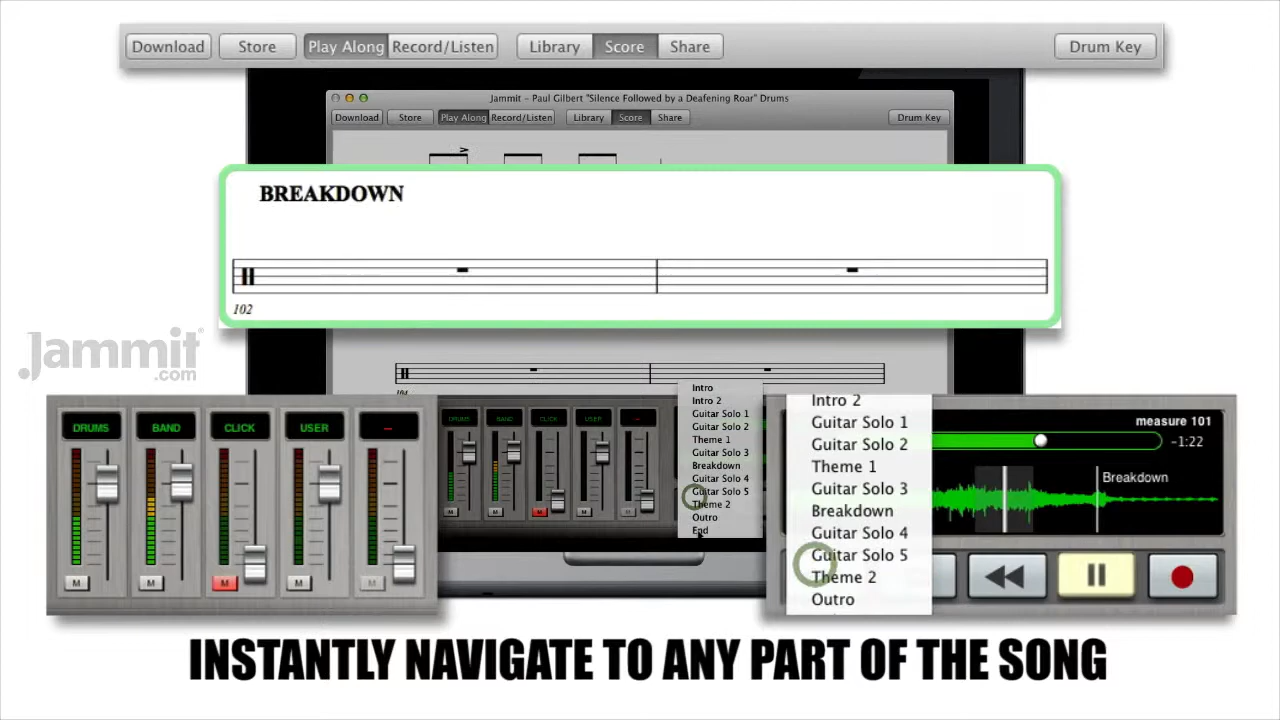 Download Store Play Along Record/Listen Library Score Share Drum Key
Jammit – Paul Gilbert "Silence Followed by a Deafening Roar" Drums
Download Store Play Along Record/Listen Library Score Share Drum Key
BREAKDOWN
102
Jammit
.com
104
DRUMS BAND CLICK USER
M M M M M
DRUMS BAND CLICK USER
M M M M M
Intro
Intro 2
Guitar Solo 1
Guitar Solo 2
Theme 1
Guitar Solo 3
Breakdown
Guitar Solo 4
Guitar Solo 5
Theme 2
Outro
End
Intro 2
Guitar Solo 1
Guitar Solo 2
Theme 1
Guitar Solo 3
Breakdown
Guitar Solo 4
Guitar Solo 5
Theme 2
Outro
measure 101
-1:22
Breakdown
INSTANTLY NAVIGATE TO ANY PART OF THE SONG